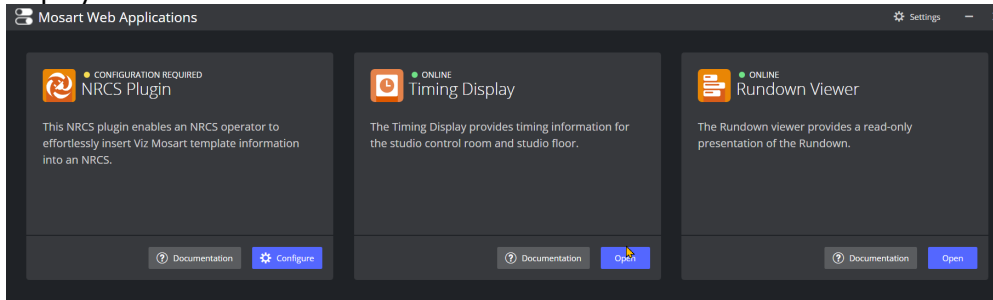 Mosart Web Applications
Settings
CONFIGURATION REQUIRED
NRCS Plugin
This NRCS plugin enables an NRCS operator to
effortlessly insert Viz Mosart template information
into an NRCS.
Documentation
Configure
ONLINE
Timing Display
The Timing Display provides timing information for
the studio control room and studio floor.
Documentation
Open
ONLINE
Rundown Viewer
The Rundown viewer provides a read-only
presentation of the Rundown.
Documentation
Open